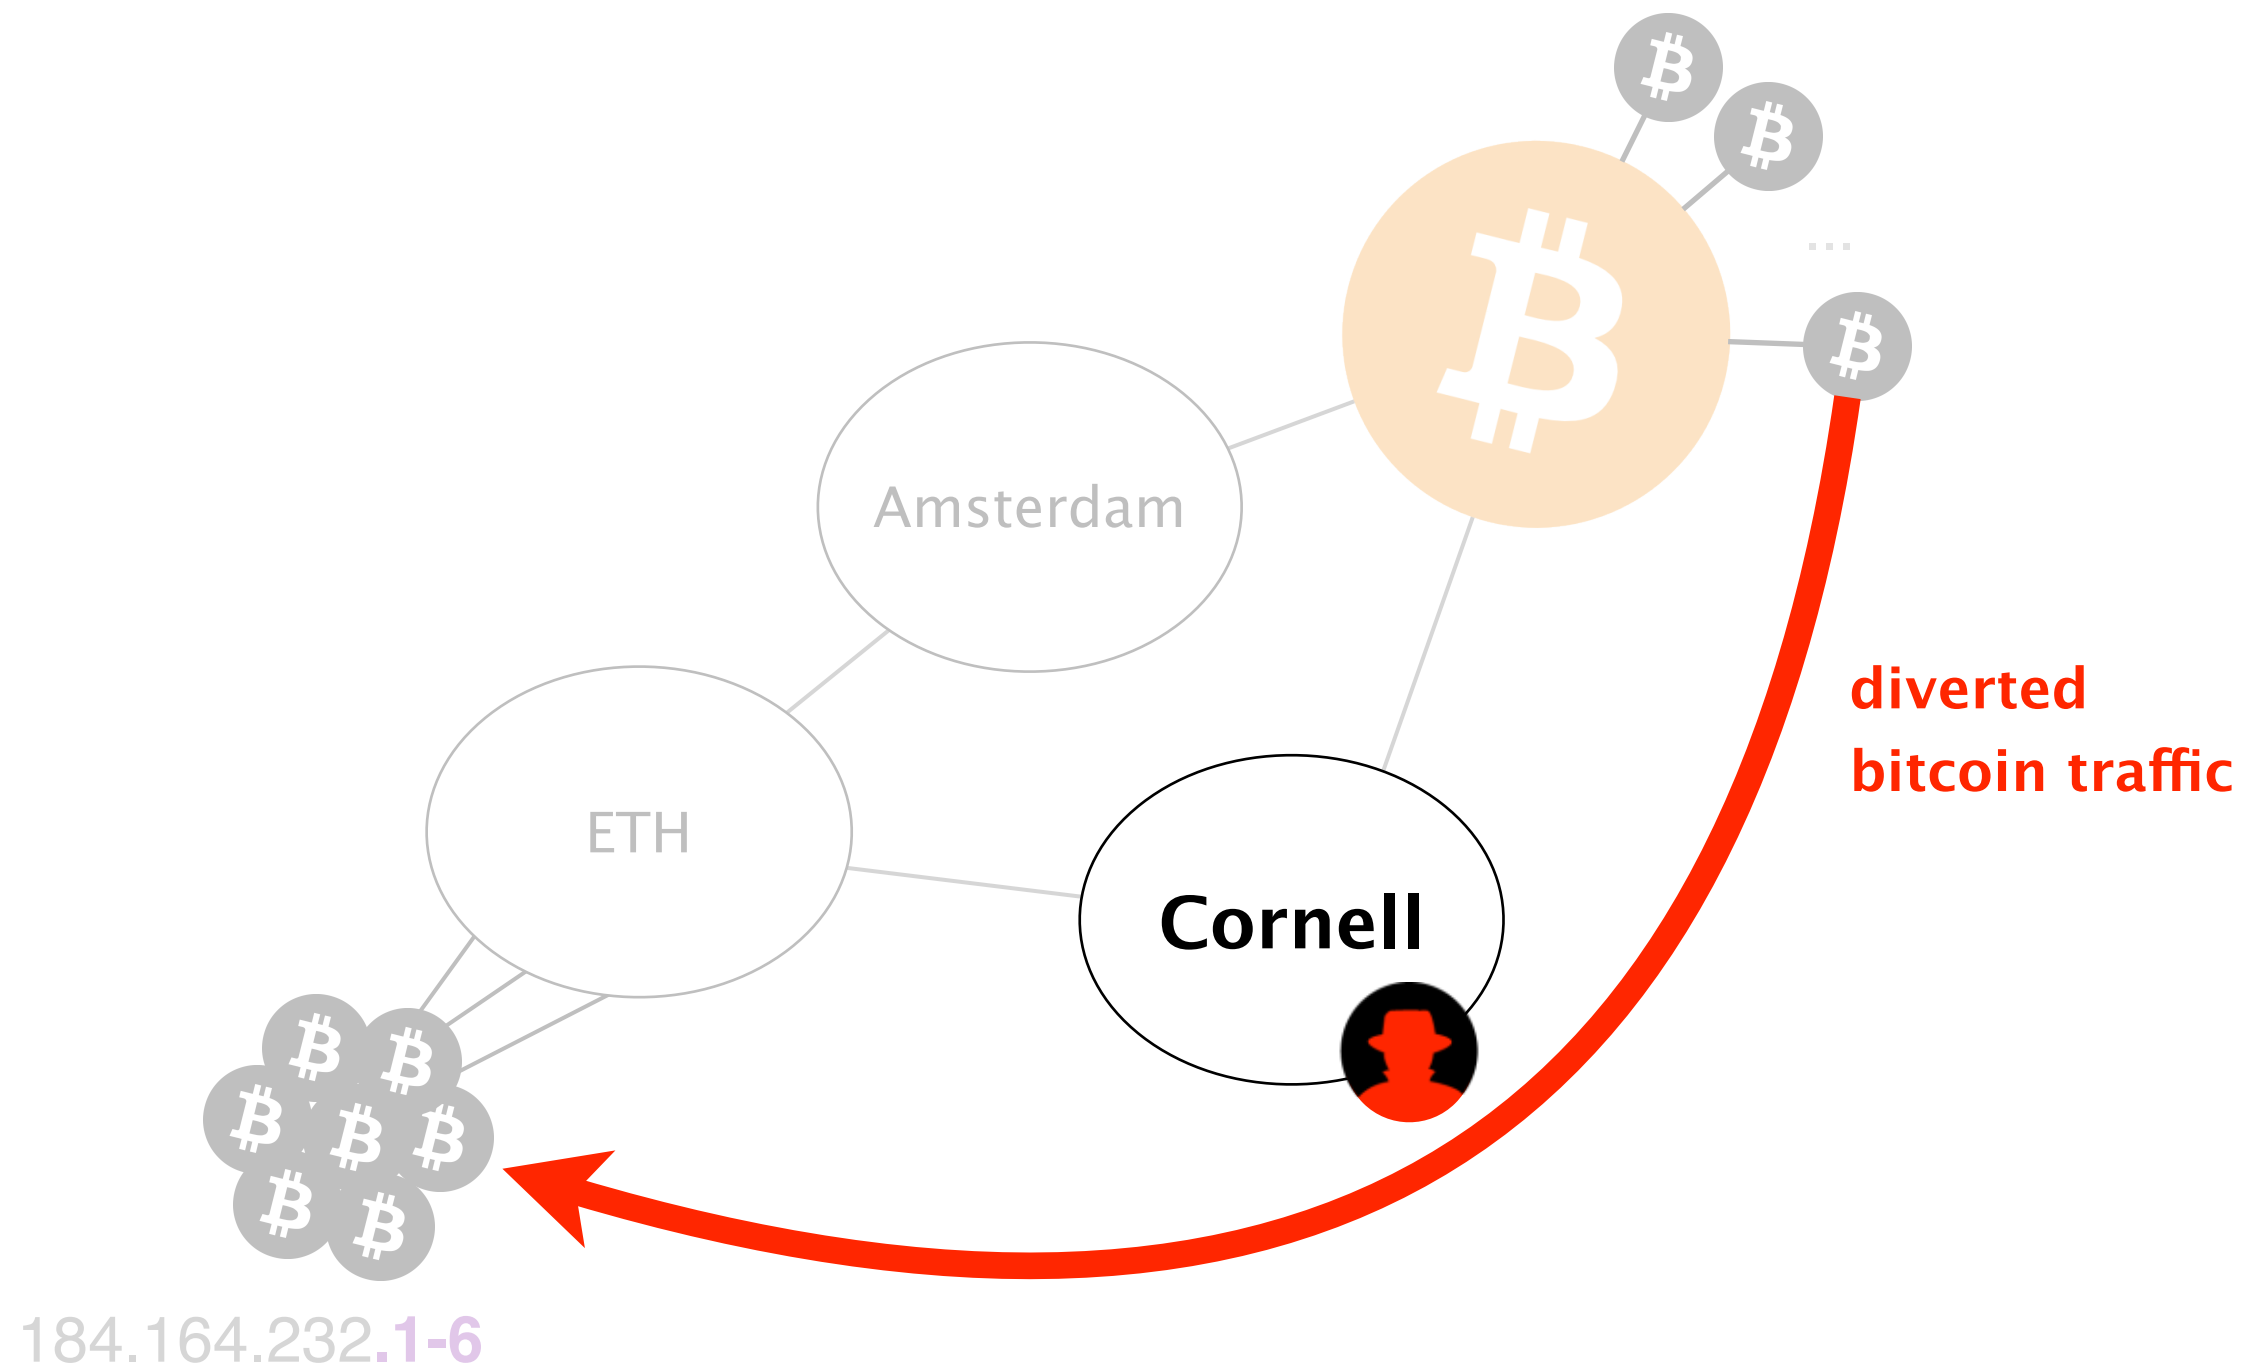 ...
Amsterdam
diverted
bitcoin traffic
ETH
Cornell
184.164.232.1-6